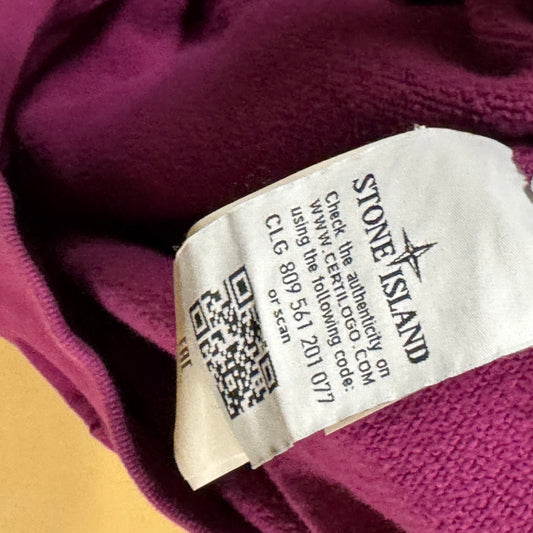 STONE ISLAND
Check the authenticity on
WWW.CERTILOGO.COM
using the following code:
CLG 809 561 201 077
or scan
EAC